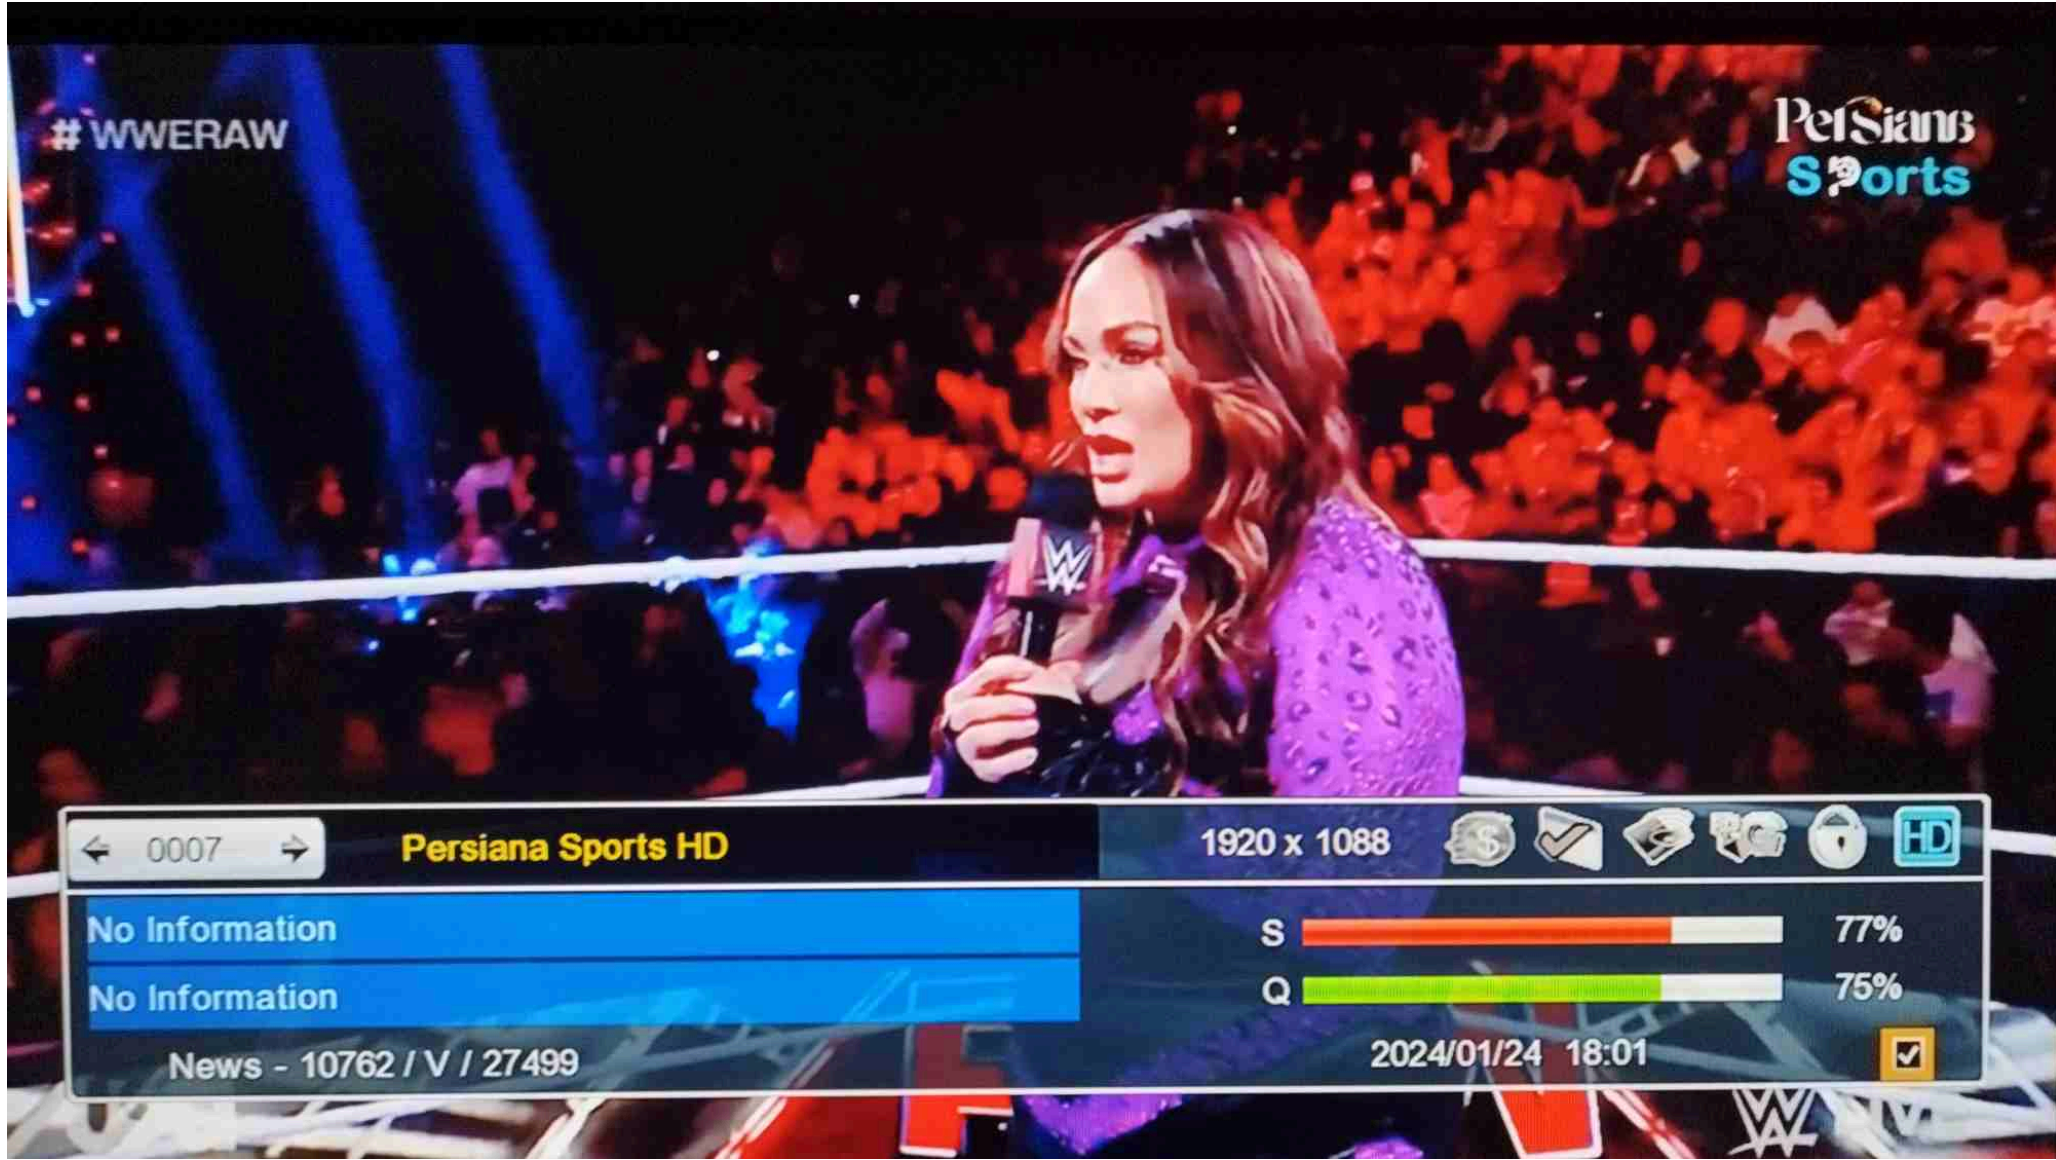 # WWERAW
PerSiana
Sports
W
0007
Persiana Sports HD
1920 x 1088
$
HD
No Information
S
77%
No Information
Q
75%
News - 10762 / V / 27499
2024/01/24 18:01
W